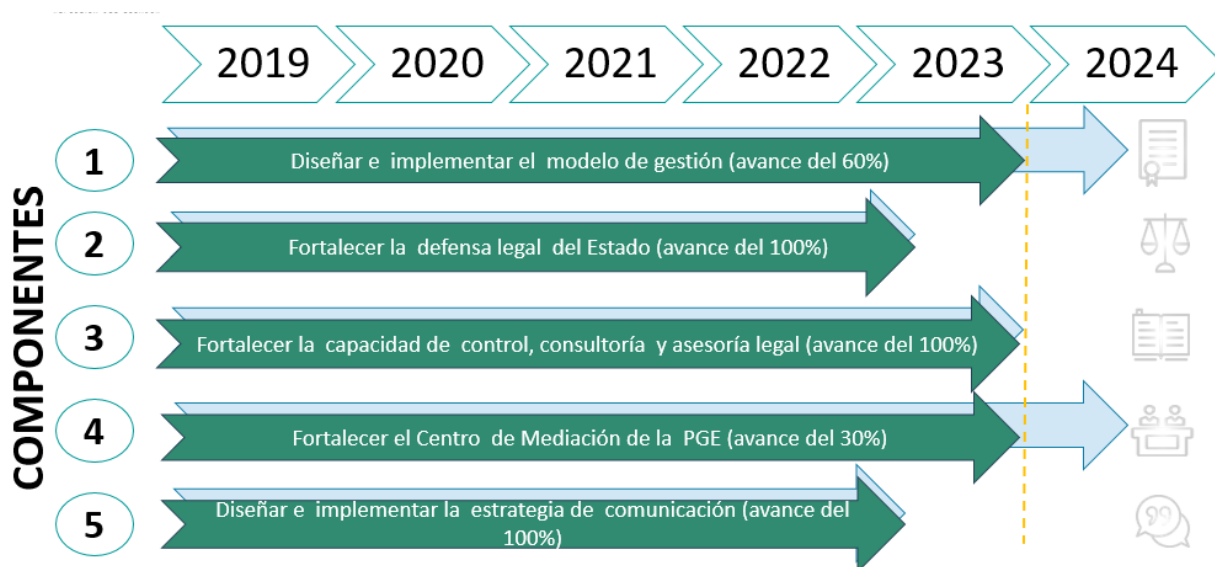 2019 2020 2021 2022 2023 2024
COMPONENTES
1 Diseñar e implementar el modelo de gestión (avance del 60%)
2 Fortalecer la defensa legal del Estado (avance del 100%)
3 Fortalecer la capacidad de control, consultoría y asesoría legal (avance del 100%)
4 Fortalecer el Centro de Mediación de la PGE (avance del 30%)
5 Diseñar e implementar la estrategia de comunicación (avance del
100%)